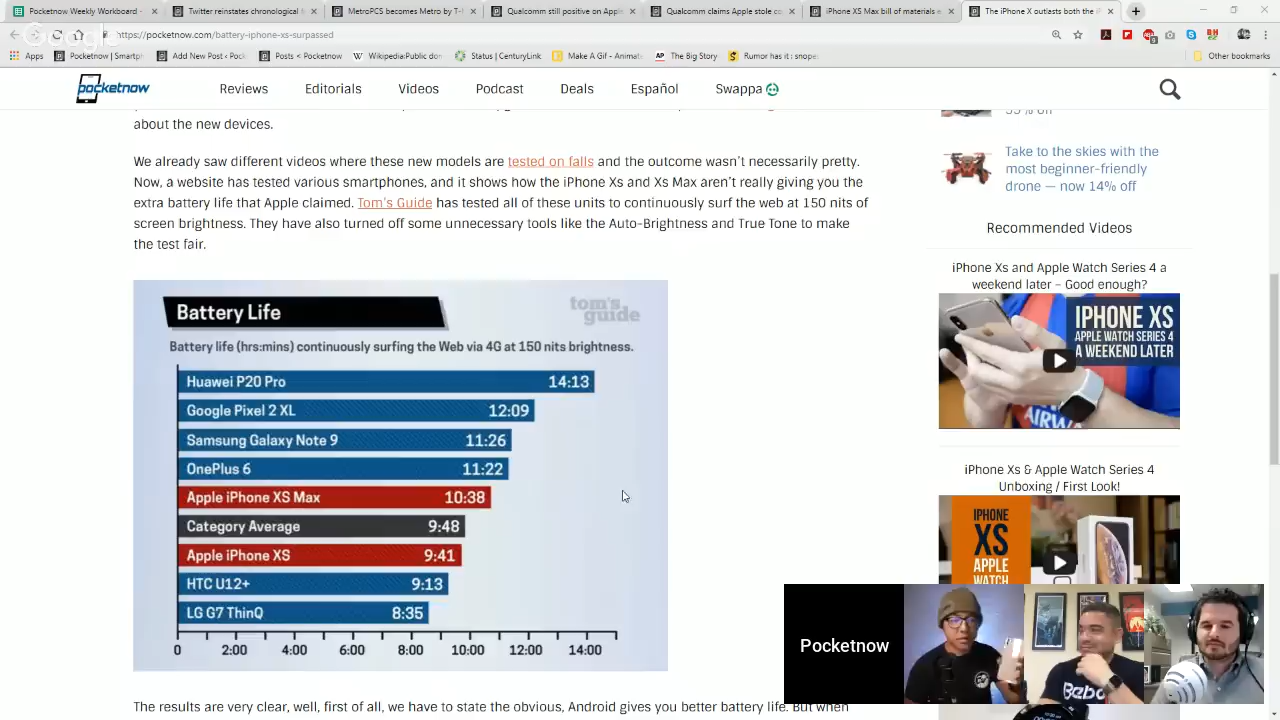 Pocketnow Weekly Workboard -
Twitter reinstates chronological t
MetroPCS becomes Metro by T-
Qualcomm still positive on Apple
Qualcomm claims Apple stole co
iPhone XS Max bill of materials e
The iPhone X outlasts both the i
https://pocketnow.com/battery-iphone-xs-surpassed
Apps
Twitter
Dashboard
Add New Post ‹ Pock
Posts ‹ Pocketnow
Status | CenturyLink
Make A Gif - Animat
The Big Story
Rumor has it : snope
Other bookmarks
pocketnow
Reviews
Editorials
Videos
Podcast
Deals
Español
Swappa
about the new devices.
We already saw different videos where these new models are tested on falls and the outcome wasn't necessarily pretty.
Now, a website has tested various smartphones, and it shows how the iPhone Xs and Xs Max aren't really giving you the
extra battery life that Apple claimed. Tom's Guide has tested all of these units to continuously surf the web at 150 nits of
screen brightness. They have also turned off some unnecessary tools like the Auto-Brightness and True Tone to make
the test fair.
Battery Life
tom's
guide
Battery life (hrs:mins) continuously surfing the Web via 4G at 150 nits brightness.
Huawei P20 Pro 14:13
Google Pixel 2 XL 12:09
Samsung Galaxy Note 9 11:26
OnePlus 6 11:22
Apple iPhone XS Max 10:38
Category Average 9:48
Apple iPhone XS 9:41
HTC U12+ 9:13
LG G7 ThinQ 8:35
0 2:00 4:00 6:00 8:00 10:00 12:00 14:00
The results are very clear, well, first of all, we have to state the obvious, Android gives you better battery life. But when
Take to the skies with the
most beginner-friendly
drone — now 14% off
Recommended Videos
iPhone Xs and Apple Watch Series 4 a
weekend later – Good enough?
IPHONE XS
APPLE WATCH SERIES 4
A WEEKEND LATER
iPhone Xs & Apple Watch Series 4
Unboxing / First Look!
IPHONE
XS
APPLE
WATCH
Pocketnow